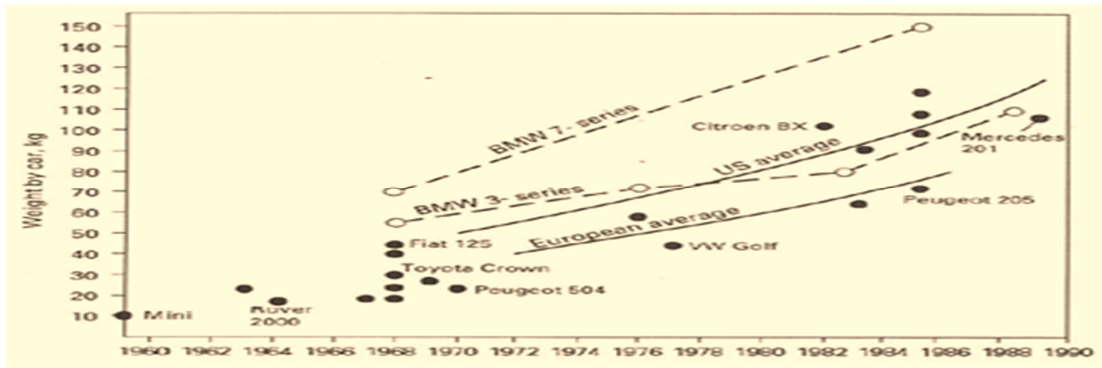 150
140
130
120
110
100
90
80
70
60
50
40
30
20
10
Weight by car, kg
BMW 7- series
Citroen BX
US average
Mercedes
201
BMW 3- series
Peugeot 205
European average
Fiat 125
VW Golf
Toyota Crown
Peugeot 504
Mini
Rover
2000
1960 1962 1964 1966 1968 1970 1972 1974 1976 1978 1980 1982 1984 1986 1988 1990